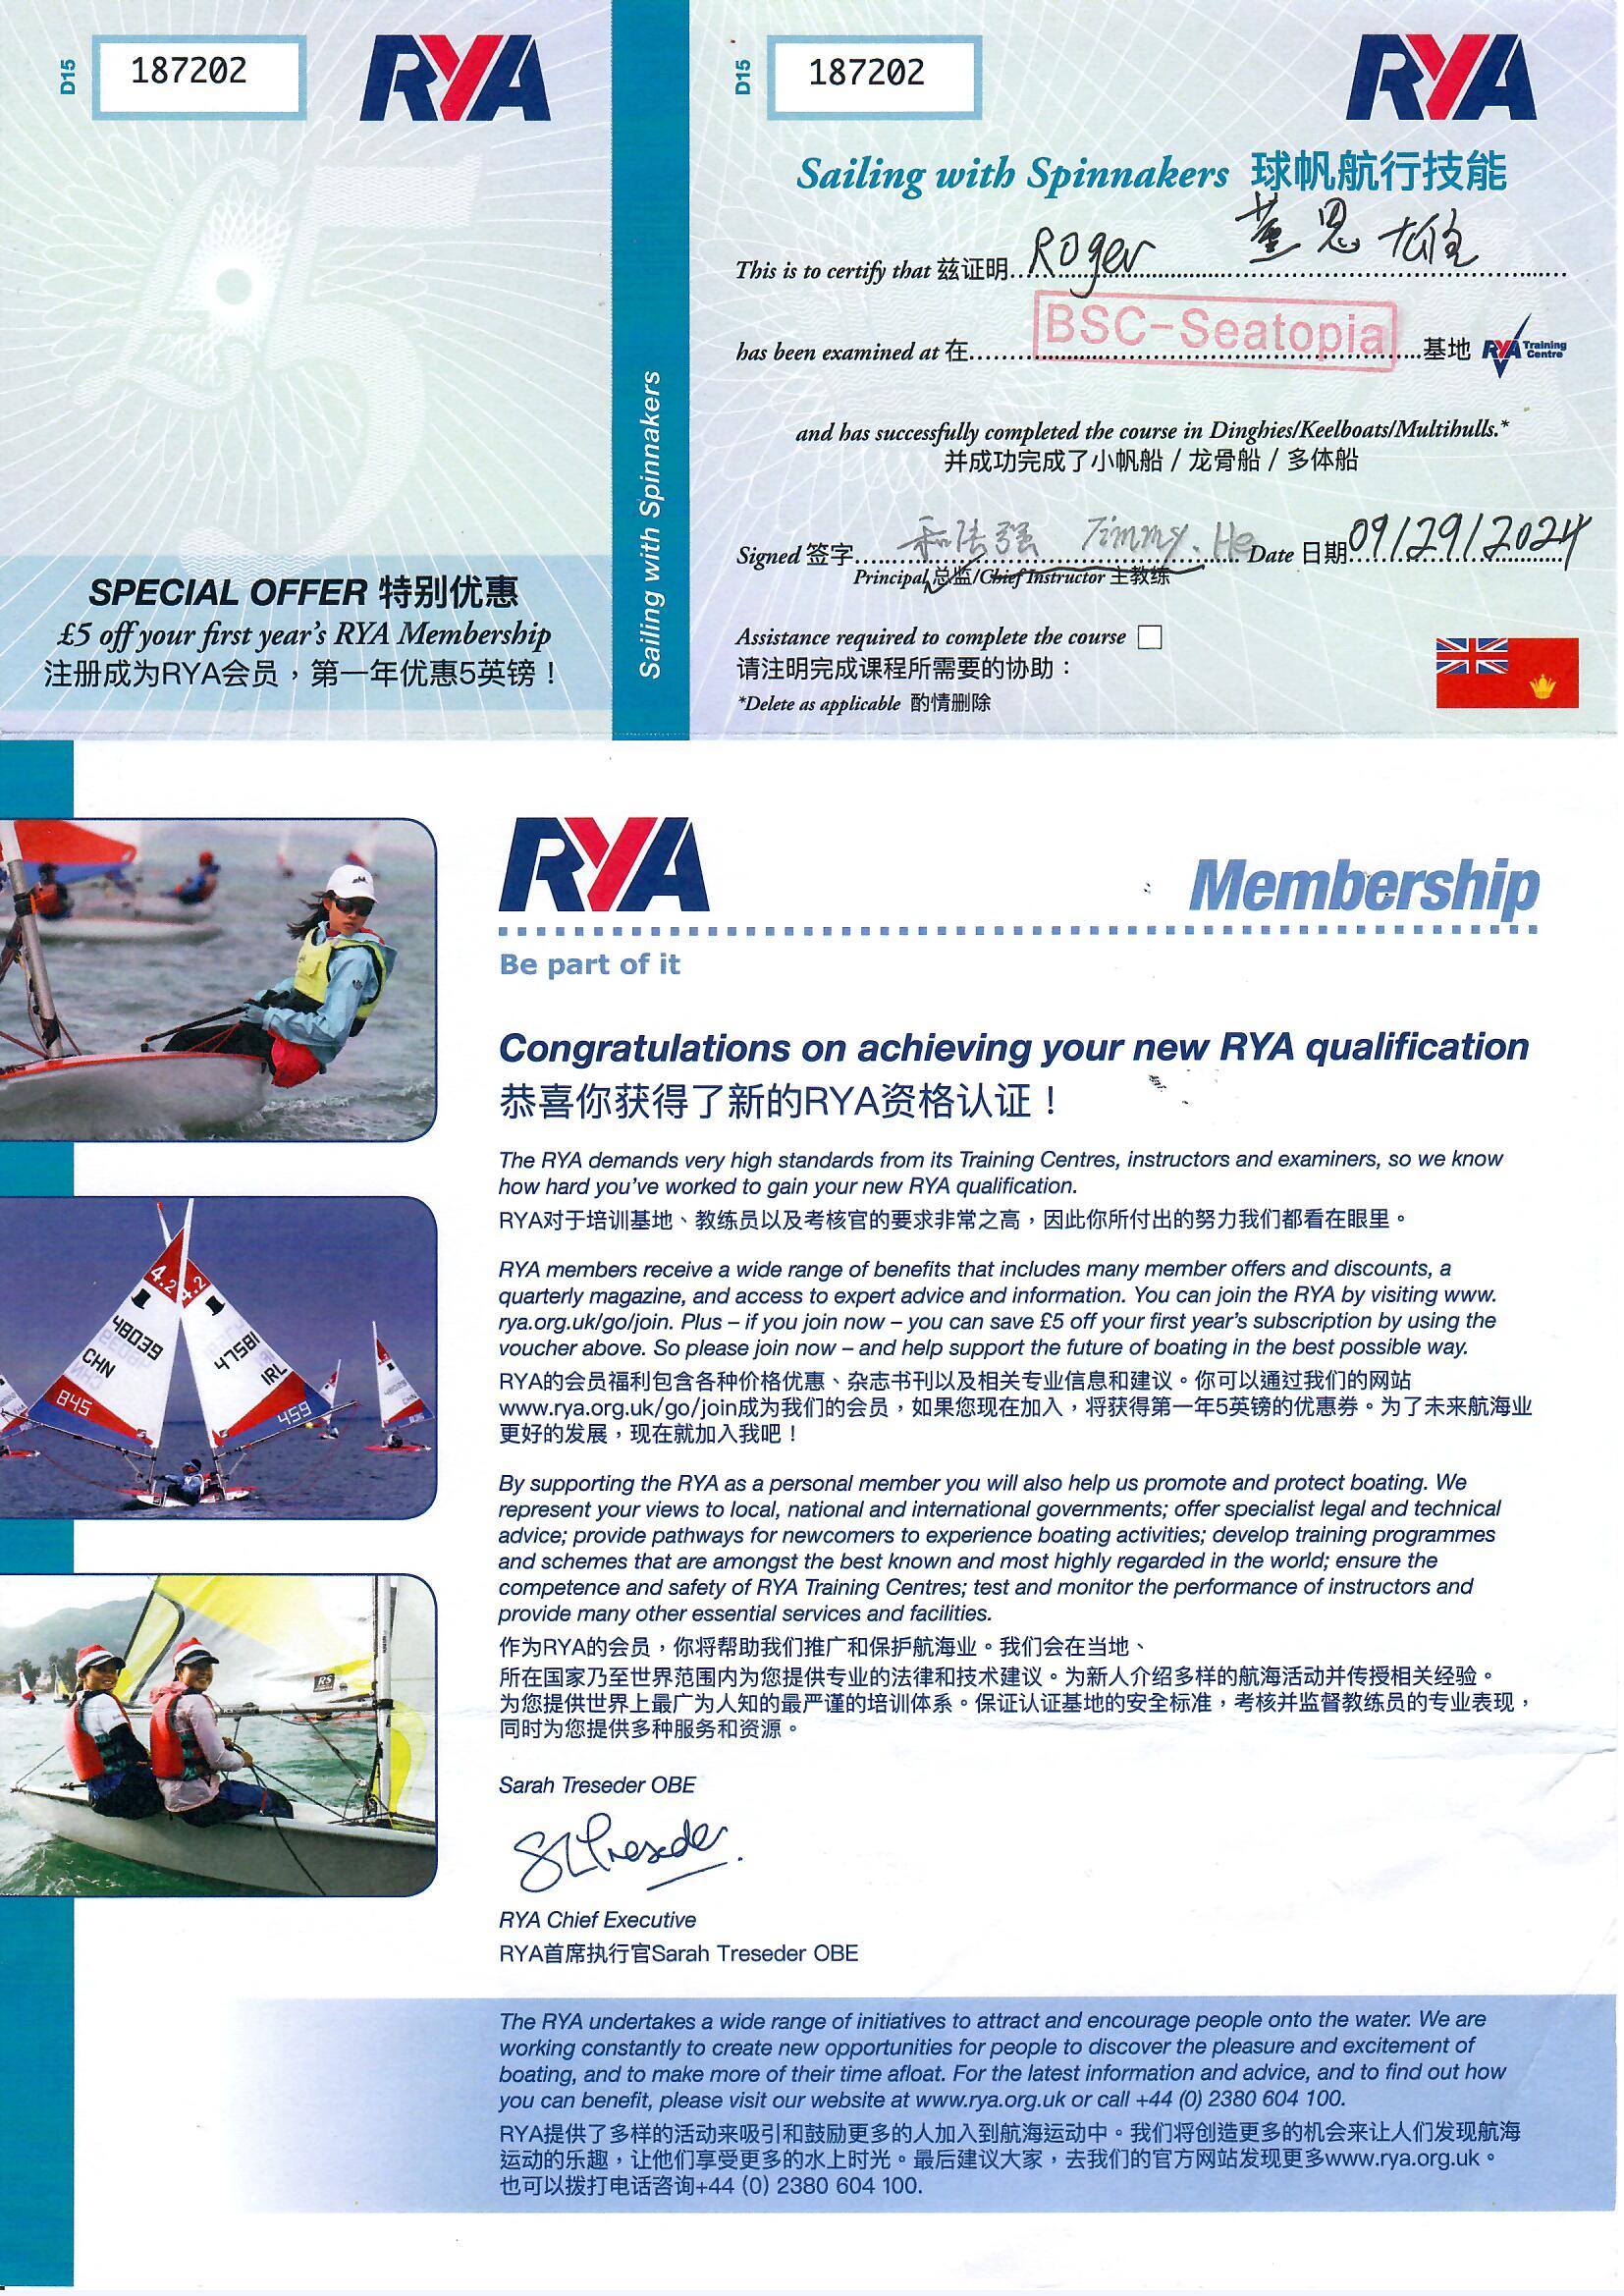 D15
187202
RYA
SPECIAL OFFER 特别优惠
£5 off your first year's RYA Membership
注册成为RYA会员，第一年优惠5英镑！
Sailing with Spinnakers
D15
187202
RYA
Sailing with Spinnakers 球帆航行技能
This is to certify that 兹证明 Roger 董恩雄
has been examined at 在 BSC-Seatopia 基地 RYA Training Centre
and has successfully completed the course in Dinghies/Keelboats/Multihulls.*
并成功完成了小帆船 / 龙骨船 / 多体船
Signed 签字 Timmy. He Date 日期 09/29/2024
Principal 总监/Chief Instructor 主教练
Assistance required to complete the course
请注明完成课程所需要的协助：
*Delete as applicable 酌情删除
RYA
Membership
Be part of it
Congratulations on achieving your new RYA qualification
恭喜你获得了新的RYA资格认证！
The RYA demands very high standards from its Training Centres, instructors and examiners, so we know
how hard you've worked to gain your new RYA qualification.
RYA对于培训基地、教练员以及考核官的要求非常之高，因此你所付出的努力我们都看在眼里。
RYA members receive a wide range of benefits that includes many member offers and discounts, a
quarterly magazine, and access to expert advice and information. You can join the RYA by visiting www.
rya.org.uk/go/join. Plus – if you join now – you can save £5 off your first year's subscription by using the
voucher above. So please join now – and help support the future of boating in the best possible way.
RYA的会员福利包含各种价格优惠、杂志书刊以及相关专业信息和建议。你可以通过我们的网站
www.rya.org.uk/go/join成为我们的会员，如果您现在加入，将获得第一年5英镑的优惠券。为了未来航海业
更好的发展，现在就加入我吧！
By supporting the RYA as a personal member you will also help us promote and protect boating. We
represent your views to local, national and international governments; offer specialist legal and technical
advice; provide pathways for newcomers to experience boating activities; develop training programmes
and schemes that are amongst the best known and most highly regarded in the world; ensure the
competence and safety of RYA Training Centres; test and monitor the performance of instructors and
provide many other essential services and facilities.
作为RYA的会员，你将帮助我们推广和保护航海业。我们会在当地、
所在国家乃至世界范围内为您提供专业的法律和技术建议。为新人介绍多样的航海活动并传授相关经验。
为您提供世界上最广为人知的最严谨的培训体系。保证认证基地的安全标准，考核并监督教练员的专业表现，
同时为您提供多种服务和资源。
Sarah Treseder OBE
SLTreseder
RYA Chief Executive
RYA首席执行官Sarah Treseder OBE
The RYA undertakes a wide range of initiatives to attract and encourage people onto the water. We are
working constantly to create new opportunities for people to discover the pleasure and excitement of
boating, and to make more of their time afloat. For the latest information and advice, and to find out how
you can benefit, please visit our website at www.rya.org.uk or call +44 (0) 2380 604 100.
RYA提供了多样的活动来吸引和鼓励更多的人加入到航海运动中。我们将创造更多的机会来让人们发现航海
运动的乐趣，让他们享受更多的水上时光。最后建议大家，去我们的官方网站发现更多www.rya.org.uk。
也可以拨打电话咨询+44 (0) 2380 604 100.
4.2
48039
CHN
845
4.2
47581
IRL
459
RS